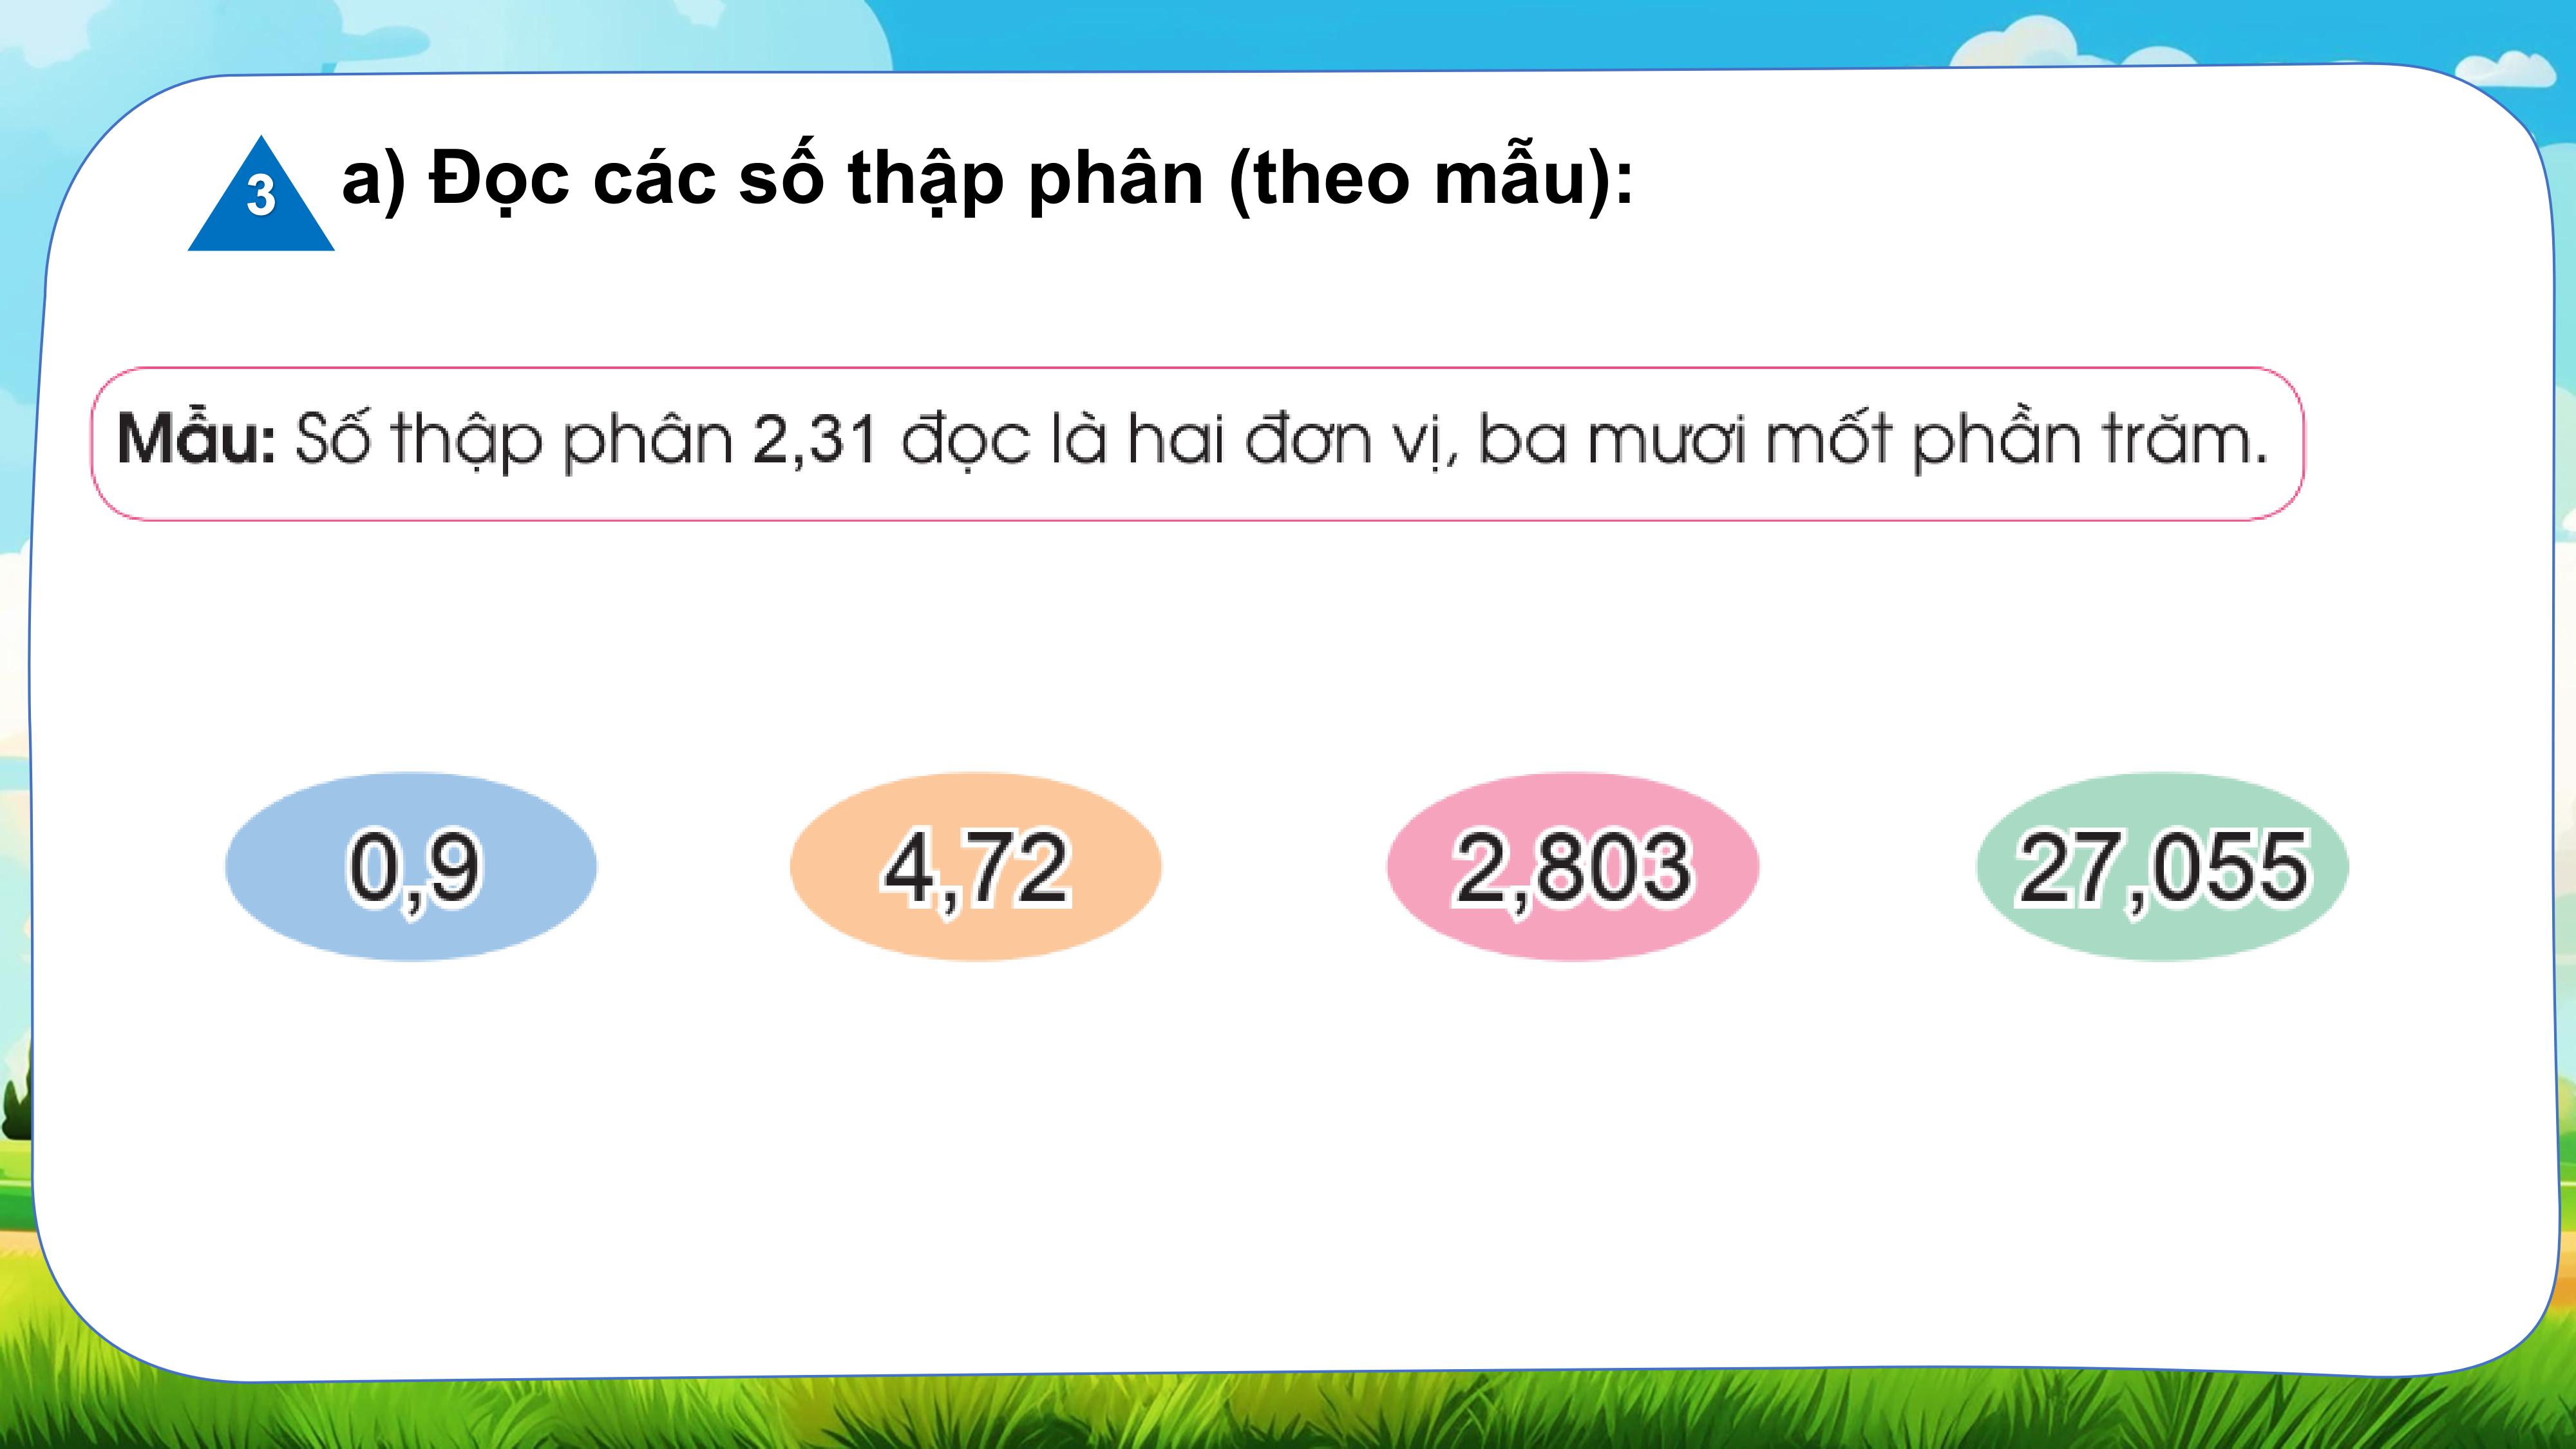 3 a) Đọc các số thập phân (theo mẫu):
Mẫu: Số thập phân 2,31 đọc là hai đơn vị, ba mươi mốt phần trăm.
0,9 4,72 2,803 27,055